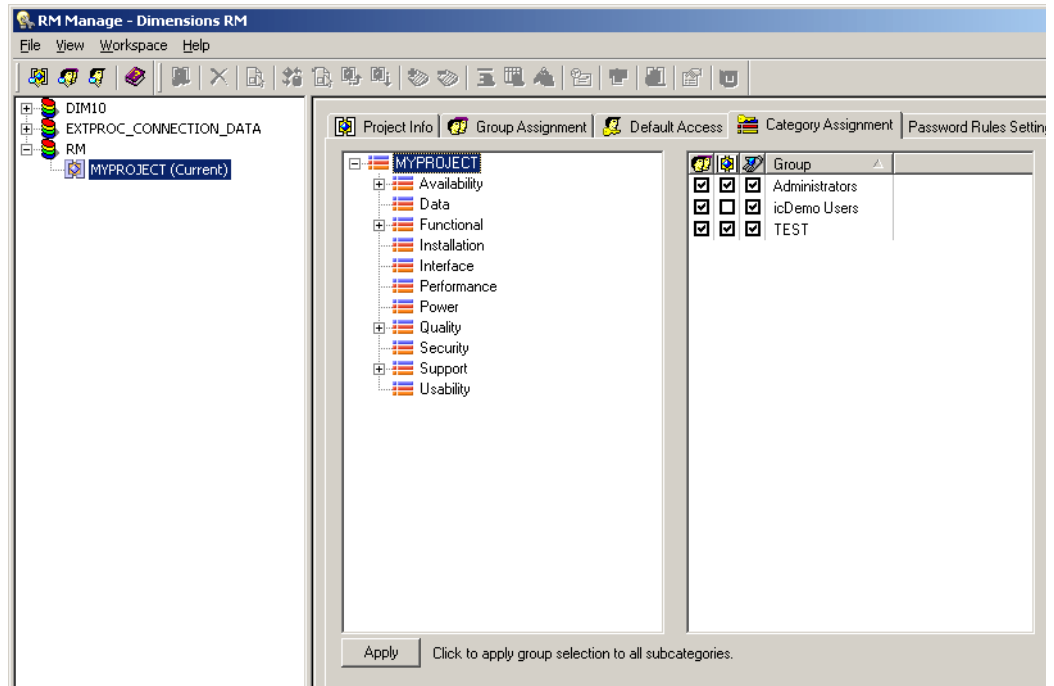 RM Manage - Dimensions RM
File View Workspace Help
DIM10
EXTPROC_CONNECTION_DATA
RM
MYPROJECT (Current)
Project Info Group Assignment Default Access Category Assignment Password Rules Setting
MYPROJECT
Availability
Data
Functional
Installation
Interface
Performance
Power
Quality
Security
Support
Usability
Group
Administrators
icDemo Users
TEST
Apply Click to apply group selection to all subcategories.